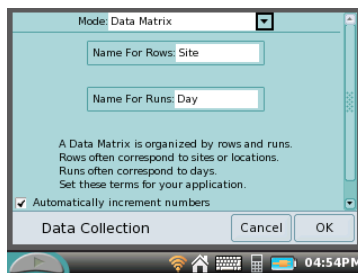 Mode: Data Matrix
Name For Rows: Site
Name For Runs: Day
A Data Matrix is organized by rows and runs.
Rows often correspond to sites or locations.
Runs often correspond to days.
Set these terms for your application.
Automatically increment numbers
Data Collection Cancel OK
04:54PM